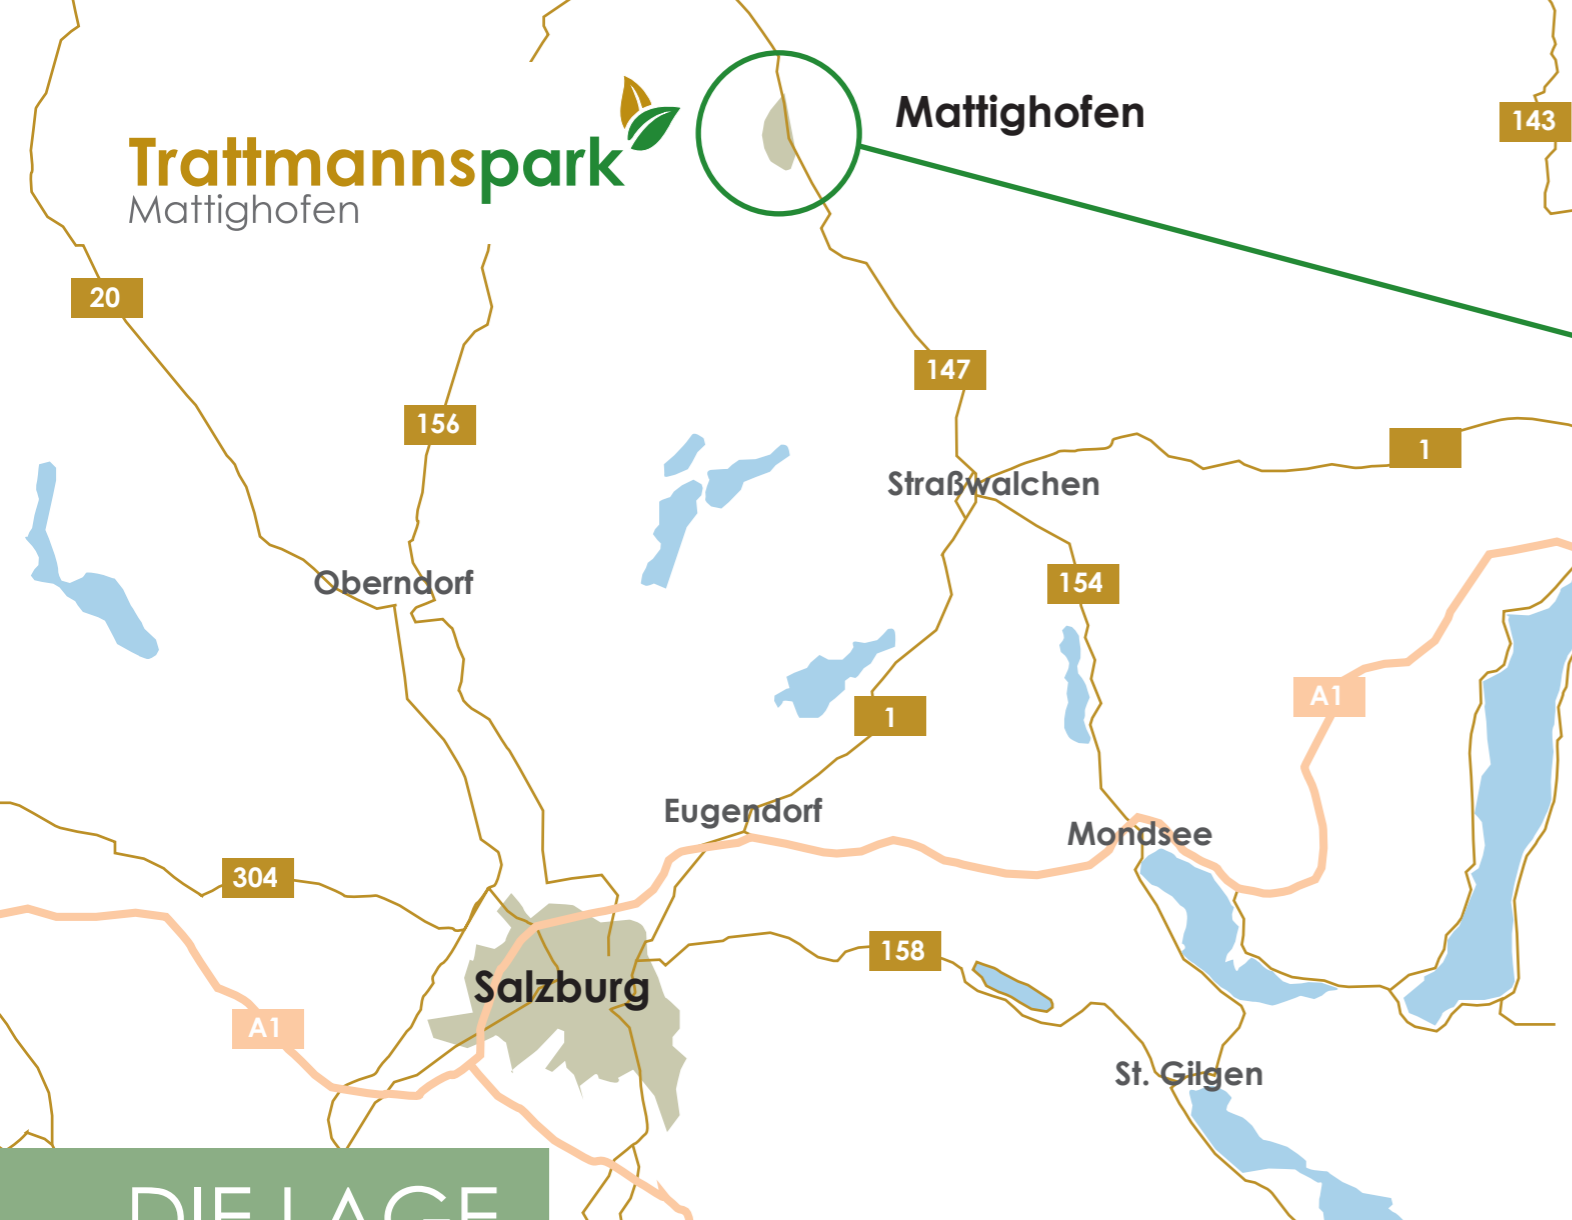 Mattighofen
143
Trattmannspark
Mattighofen
20
147
156
1
Straßwalchen
Oberndorf
154
A1
1
Eugendorf
Mondsee
304
158
Salzburg
A1
St. Gilgen
DIE LAGE